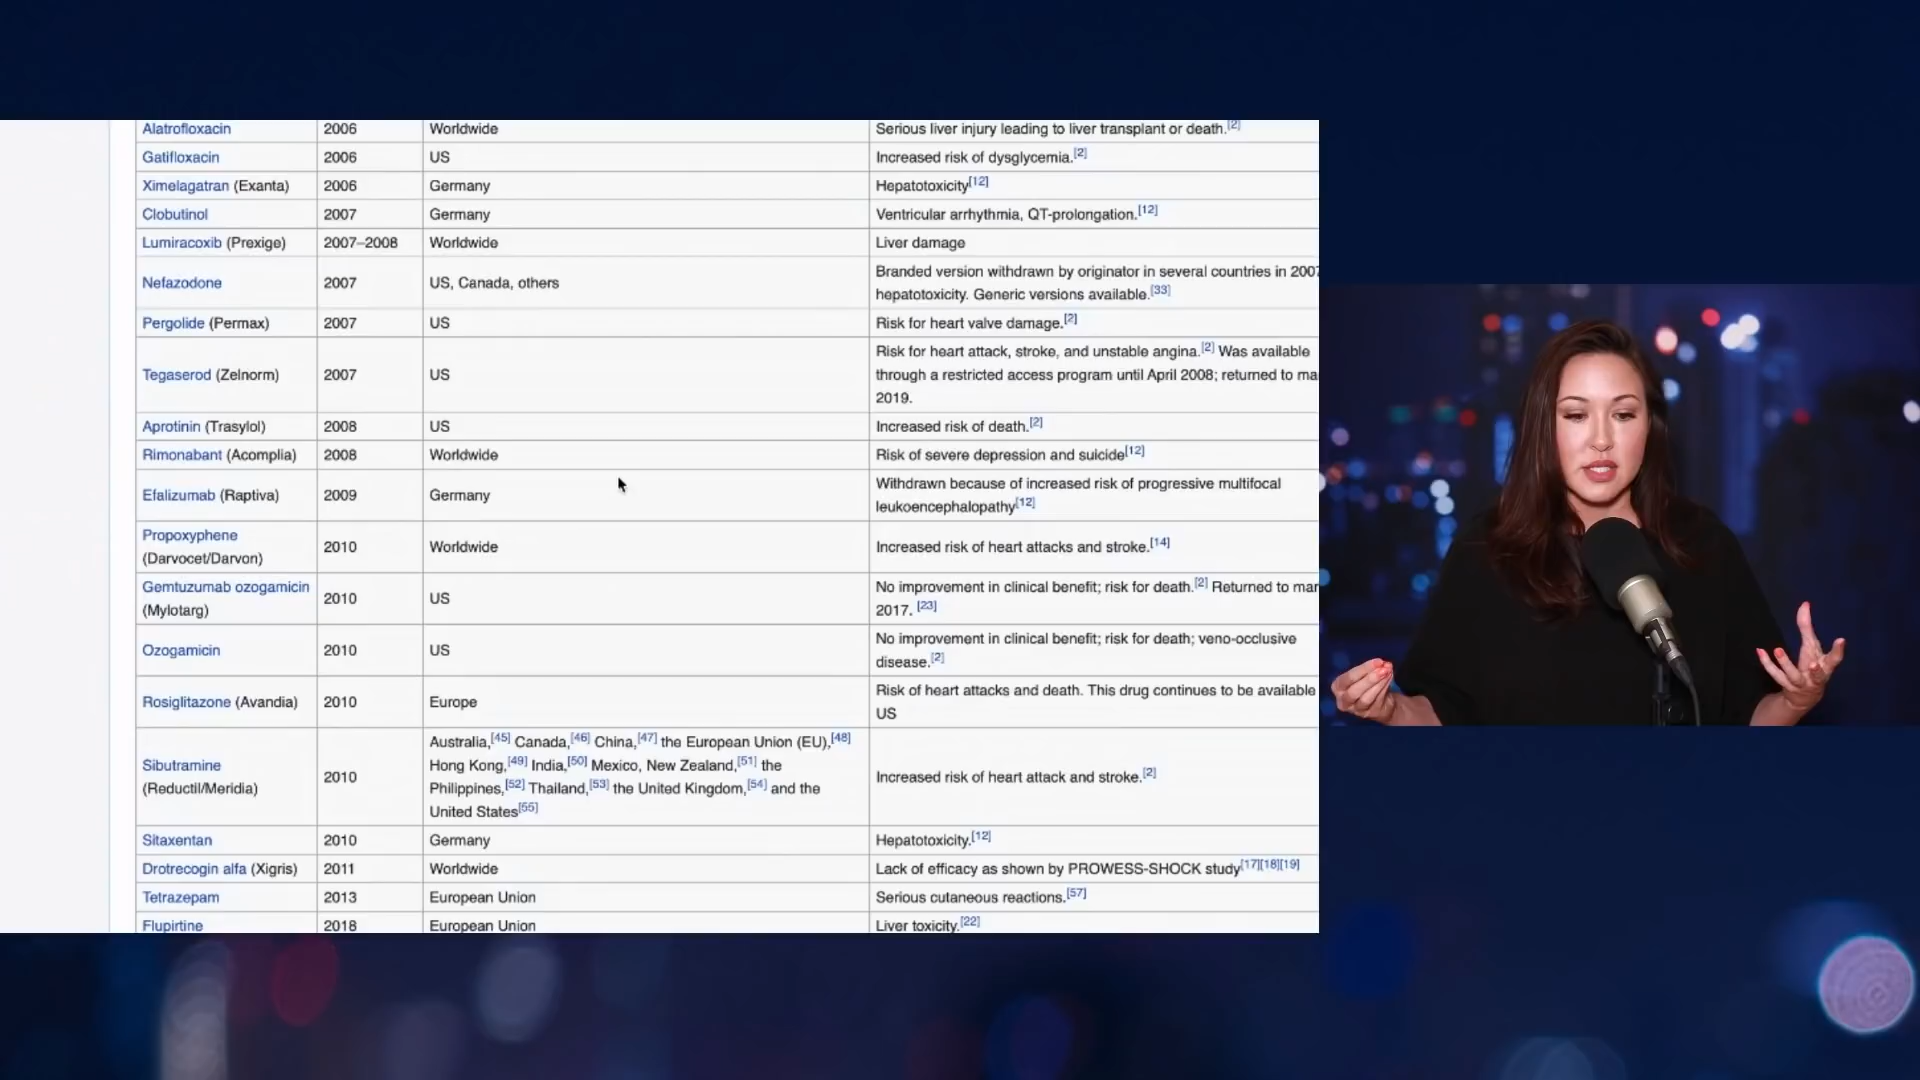 Alatrofloxacin 2006 Worldwide Serious liver injury leading to liver transplant or death.[2]
Gatifloxacin 2006 US Increased risk of dysglycemia.[2]
Ximelagatran (Exanta) 2006 Germany Hepatotoxicity[12]
Clobutinol 2007 Germany Ventricular arrhythmia, QT-prolongation.[12]
Lumiracoxib (Prexige) 2007–2008 Worldwide Liver damage
Nefazodone 2007 US, Canada, others Branded version withdrawn by originator in several countries in 2007
hepatotoxicity. Generic versions available.[33]
Pergolide (Permax) 2007 US Risk for heart valve damage.[2]
Tegaserod (Zelnorm) 2007 US Risk for heart attack, stroke, and unstable angina.[2] Was available
through a restricted access program until April 2008; returned to ma
2019.
Aprotinin (Trasylol) 2008 US Increased risk of death.[2]
Rimonabant (Acomplia) 2008 Worldwide Risk of severe depression and suicide[12]
Efalizumab (Raptiva) 2009 Germany Withdrawn because of increased risk of progressive multifocal
leukoencephalopathy[12]
Propoxyphene
(Darvocet/Darvon) 2010 Worldwide Increased risk of heart attacks and stroke.[14]
Gemtuzumab ozogamicin
(Mylotarg) 2010 US No improvement in clinical benefit; risk for death.[2] Returned to mar
2017. [23]
Ozogamicin 2010 US No improvement in clinical benefit; risk for death; veno-occlusive
disease.[2]
Rosiglitazone (Avandia) 2010 Europe Risk of heart attacks and death. This drug continues to be available
US
Sibutramine
(Reductil/Meridia) 2010 Australia,[45] Canada,[46] China,[47] the European Union (EU),[48]
Hong Kong,[49] India,[50] Mexico, New Zealand,[51] the
Philippines,[52] Thailand,[53] the United Kingdom,[54] and the
United States[55] Increased risk of heart attack and stroke.[2]
Sitaxentan 2010 Germany Hepatotoxicity.[12]
Drotrecogin alfa (Xigris) 2011 Worldwide Lack of efficacy as shown by PROWESS-SHOCK study[17][18][19]
Tetrazepam 2013 European Union Serious cutaneous reactions.[57]
Flupirtine 2018 European Union Liver toxicity.[22]